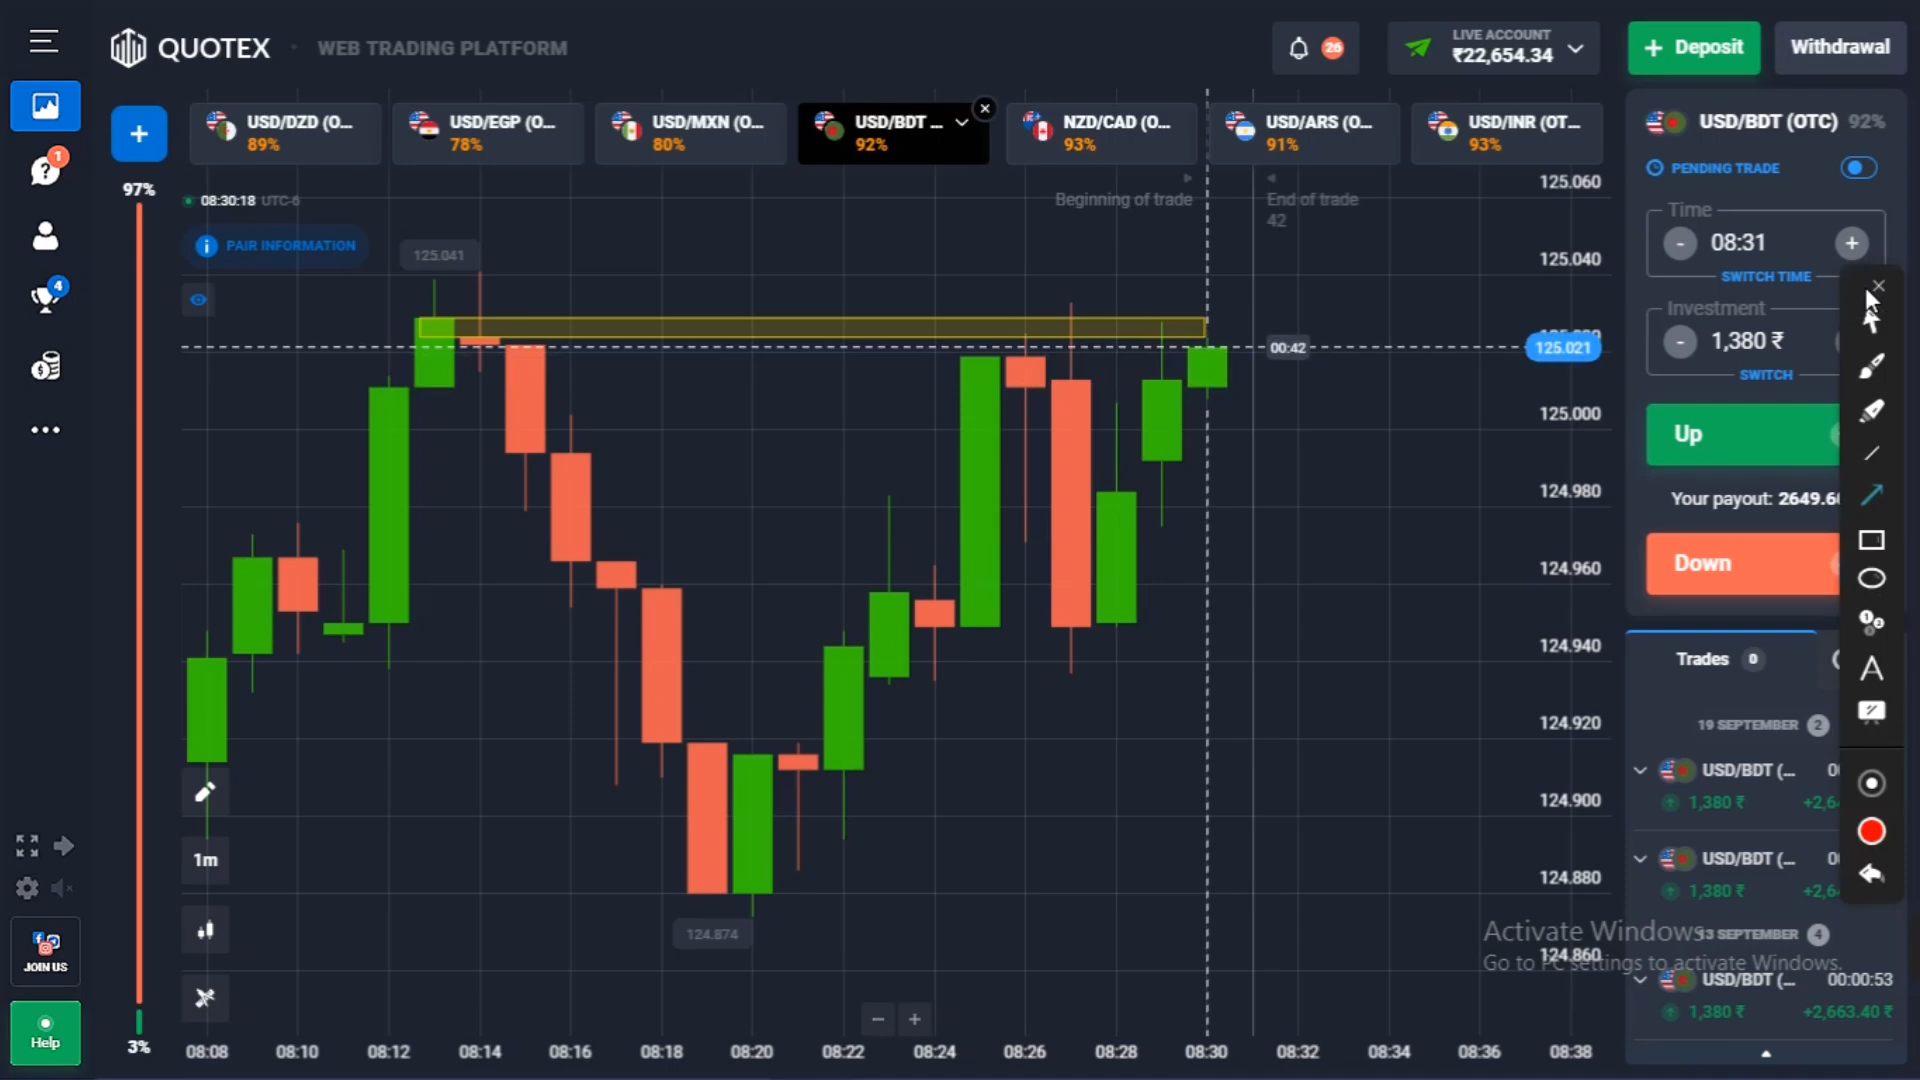 QUOTEX
WEB TRADING PLATFORM
26
LIVE ACCOUNT
₹22,654.34
+ Deposit
Withdrawal
+
USD/DZD (O...
89%
USD/EGP (O...
78%
USD/MXN (O...
80%
USD/BDT ...
92%
NZD/CAD (O...
93%
USD/ARS (O...
91%
USD/INR (OT...
93%
USD/BDT (OTC) 92%
PENDING TRADE
Time
- 08:31 +
SWITCH TIME
Investment
- 1,380 ₹
SWITCH
Up
Your payout: 2649.6
Down
Trades 0
19 SEPTEMBER 2
USD/BDT (...
1,380 ₹
USD/BDT (...
1,380 ₹
13 SEPTEMBER 4
USD/BDT (... 00:00:53
1,380 ₹ +2,663.40 ₹
1
4
JOIN US
Help
97%
3%
08:30:18 UTC-6
PAIR INFORMATION
Beginning of trade
End of trade
42
125.041
124.874
00:42
125.021
1m
125.060
125.040
125.000
124.980
124.960
124.940
124.920
124.900
124.880
124.860
08:08 08:10 08:12 08:14 08:16 08:18 08:20 08:22 08:24 08:26 08:28 08:30 08:32 08:34 08:36 08:38
Activate Windows
Go to PC settings to activate Windows.